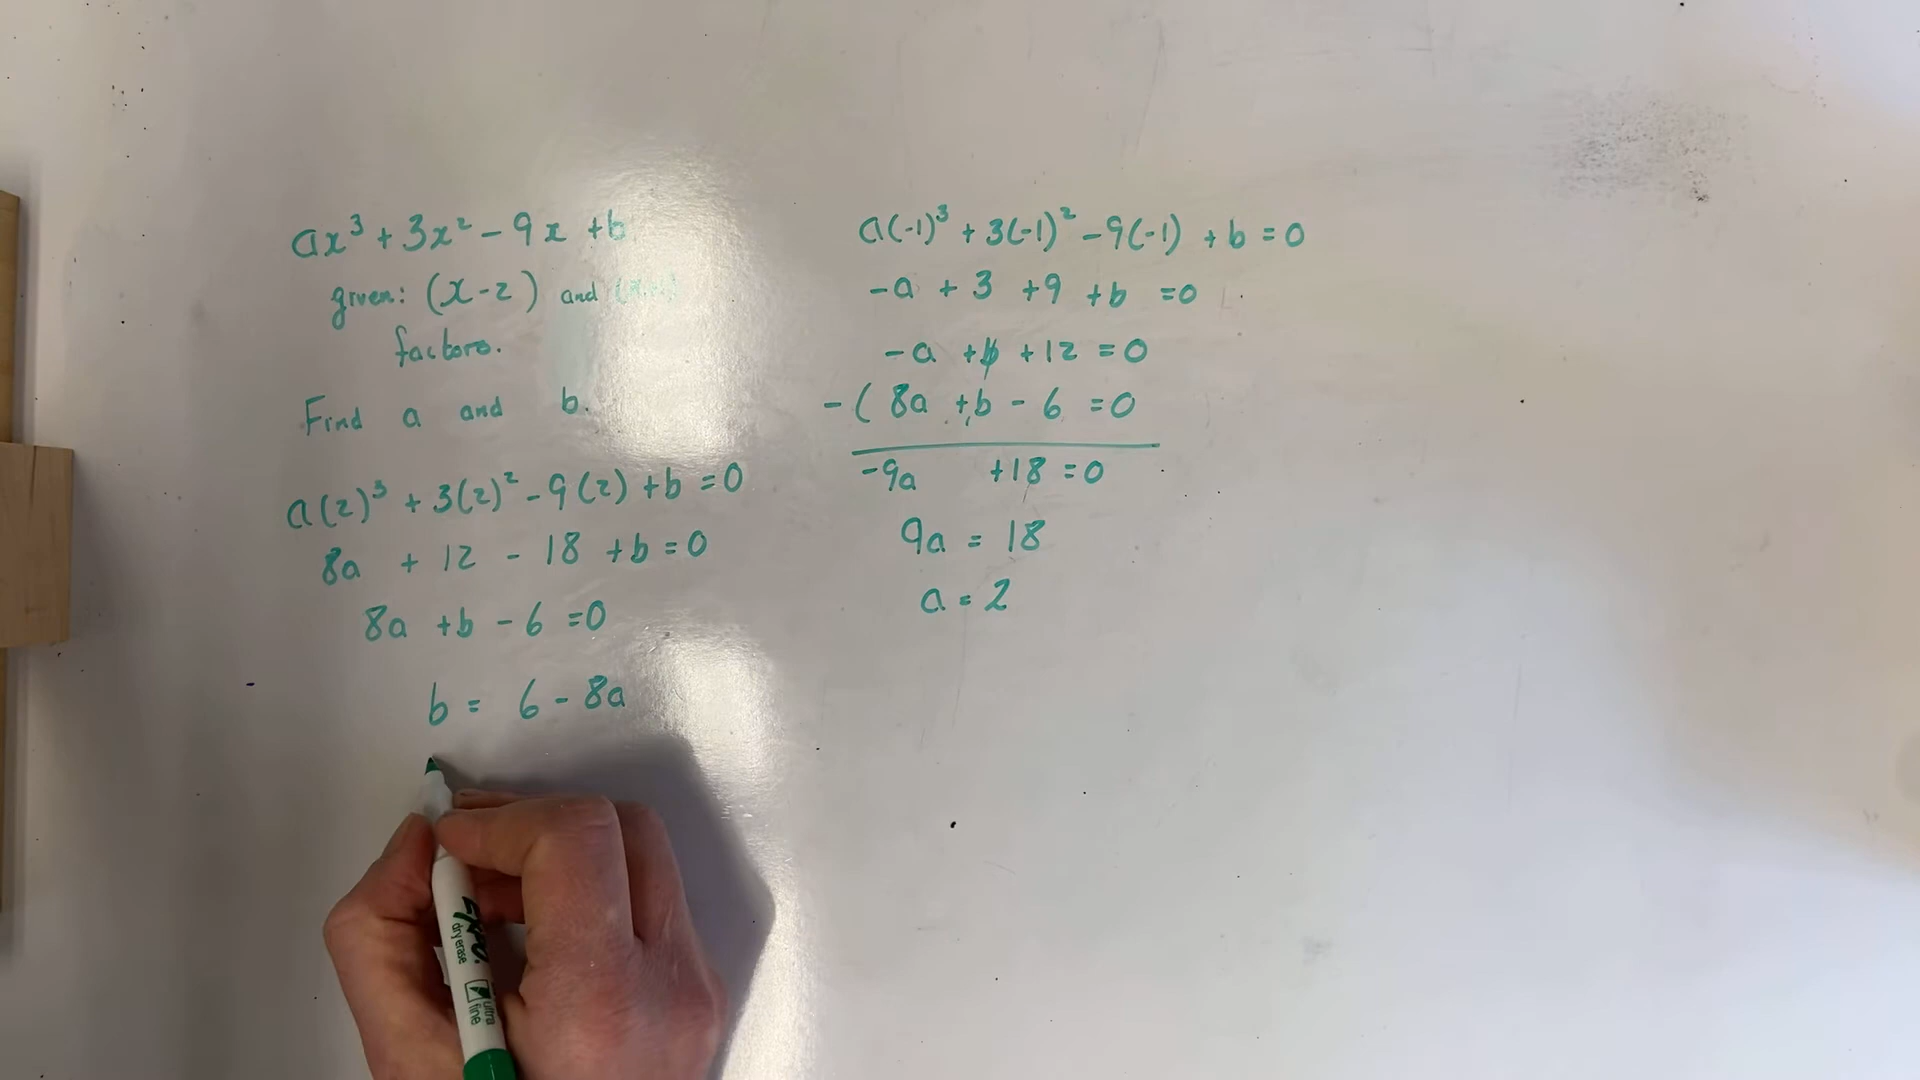 ax³ + 3x² - 9x + b
given: (x-2) and
factors.
Find a and b.
a(2)³ + 3(2)² - 9(2) + b = 0
8a + 12 - 18 + b = 0
8a + b - 6 = 0
b = 6 - 8a
a(-1)³ + 3(-1)² - 9(-1) + b = 0
-a + 3 + 9 + b = 0
-a + b + 12 = 0
-( 8a + b - 6 = 0
-9a + 18 = 0
9a = 18
a = 2
EXPO.
dry erase
ultra
fine